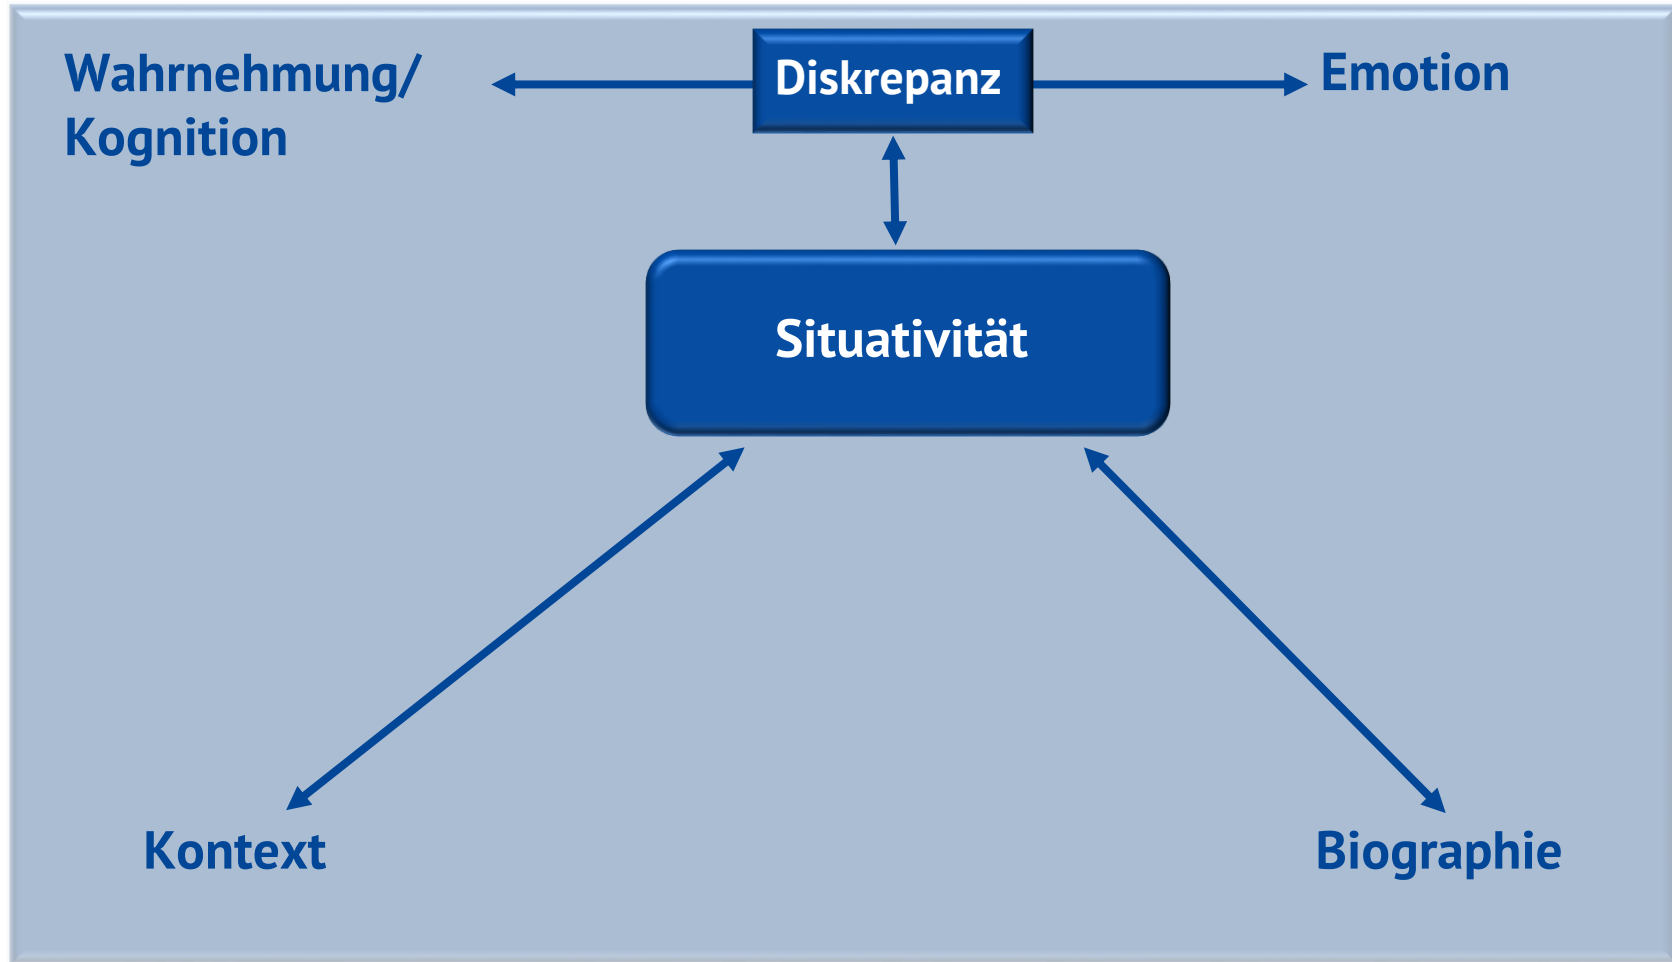 Wahrnehmung/
Kognition
Diskrepanz
Emotion
Situativität
Kontext
Biographie